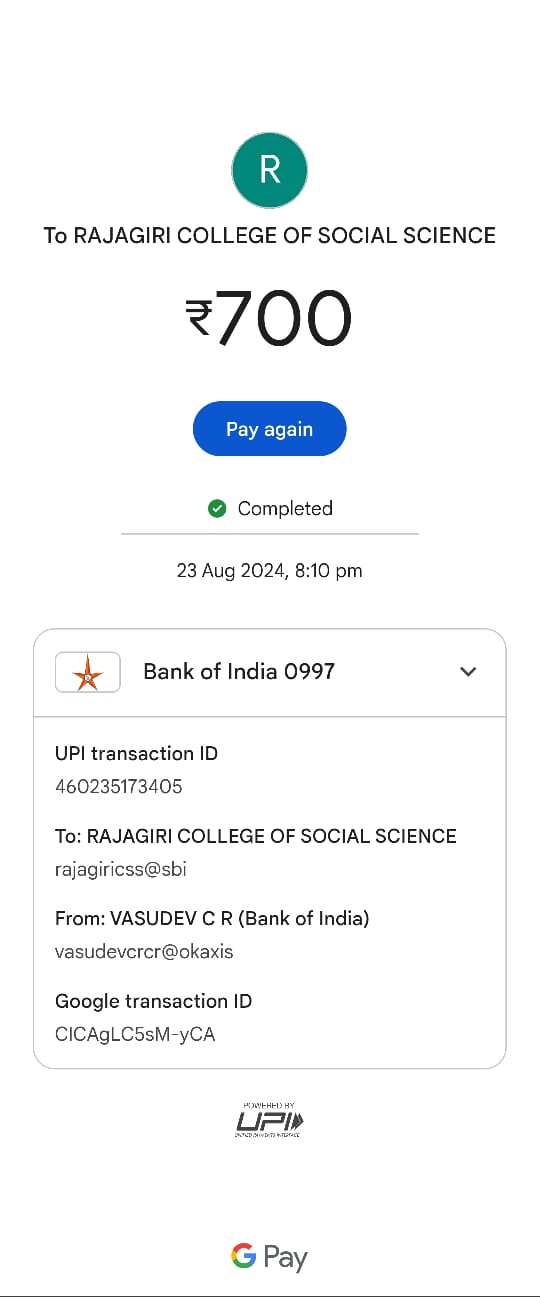 R
To RAJAGIRI COLLEGE OF SOCIAL SCIENCE
₹700
Pay again
Completed
23 Aug 2024, 8:10 pm
Bank of India 0997
UPI transaction ID
460235173405
To: RAJAGIRI COLLEGE OF SOCIAL SCIENCE
rajagiricss@sbi
From: VASUDEV C R (Bank of India)
vasudevcrcr@okaxis
Google transaction ID
CICAgLC5sM-yCA
POWERED BY
UPI
UNIFIED PAYMENTS INTERFACE
G Pay